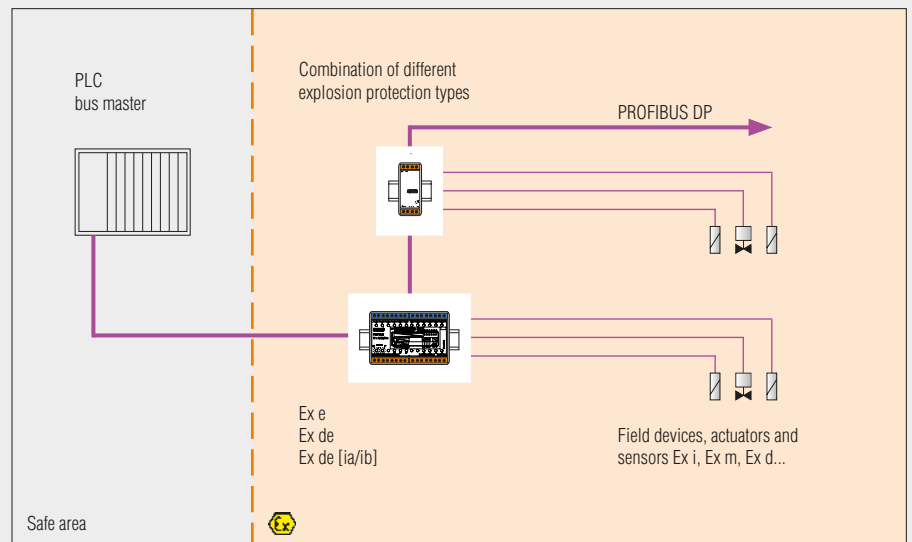 PLC
bus master
Combination of different
explosion protection types
PROFIBUS DP
Ex e
Ex de
Ex de [ia/ib]
Field devices, actuators and
sensors Ex i, Ex m, Ex d...
Safe area
Ex